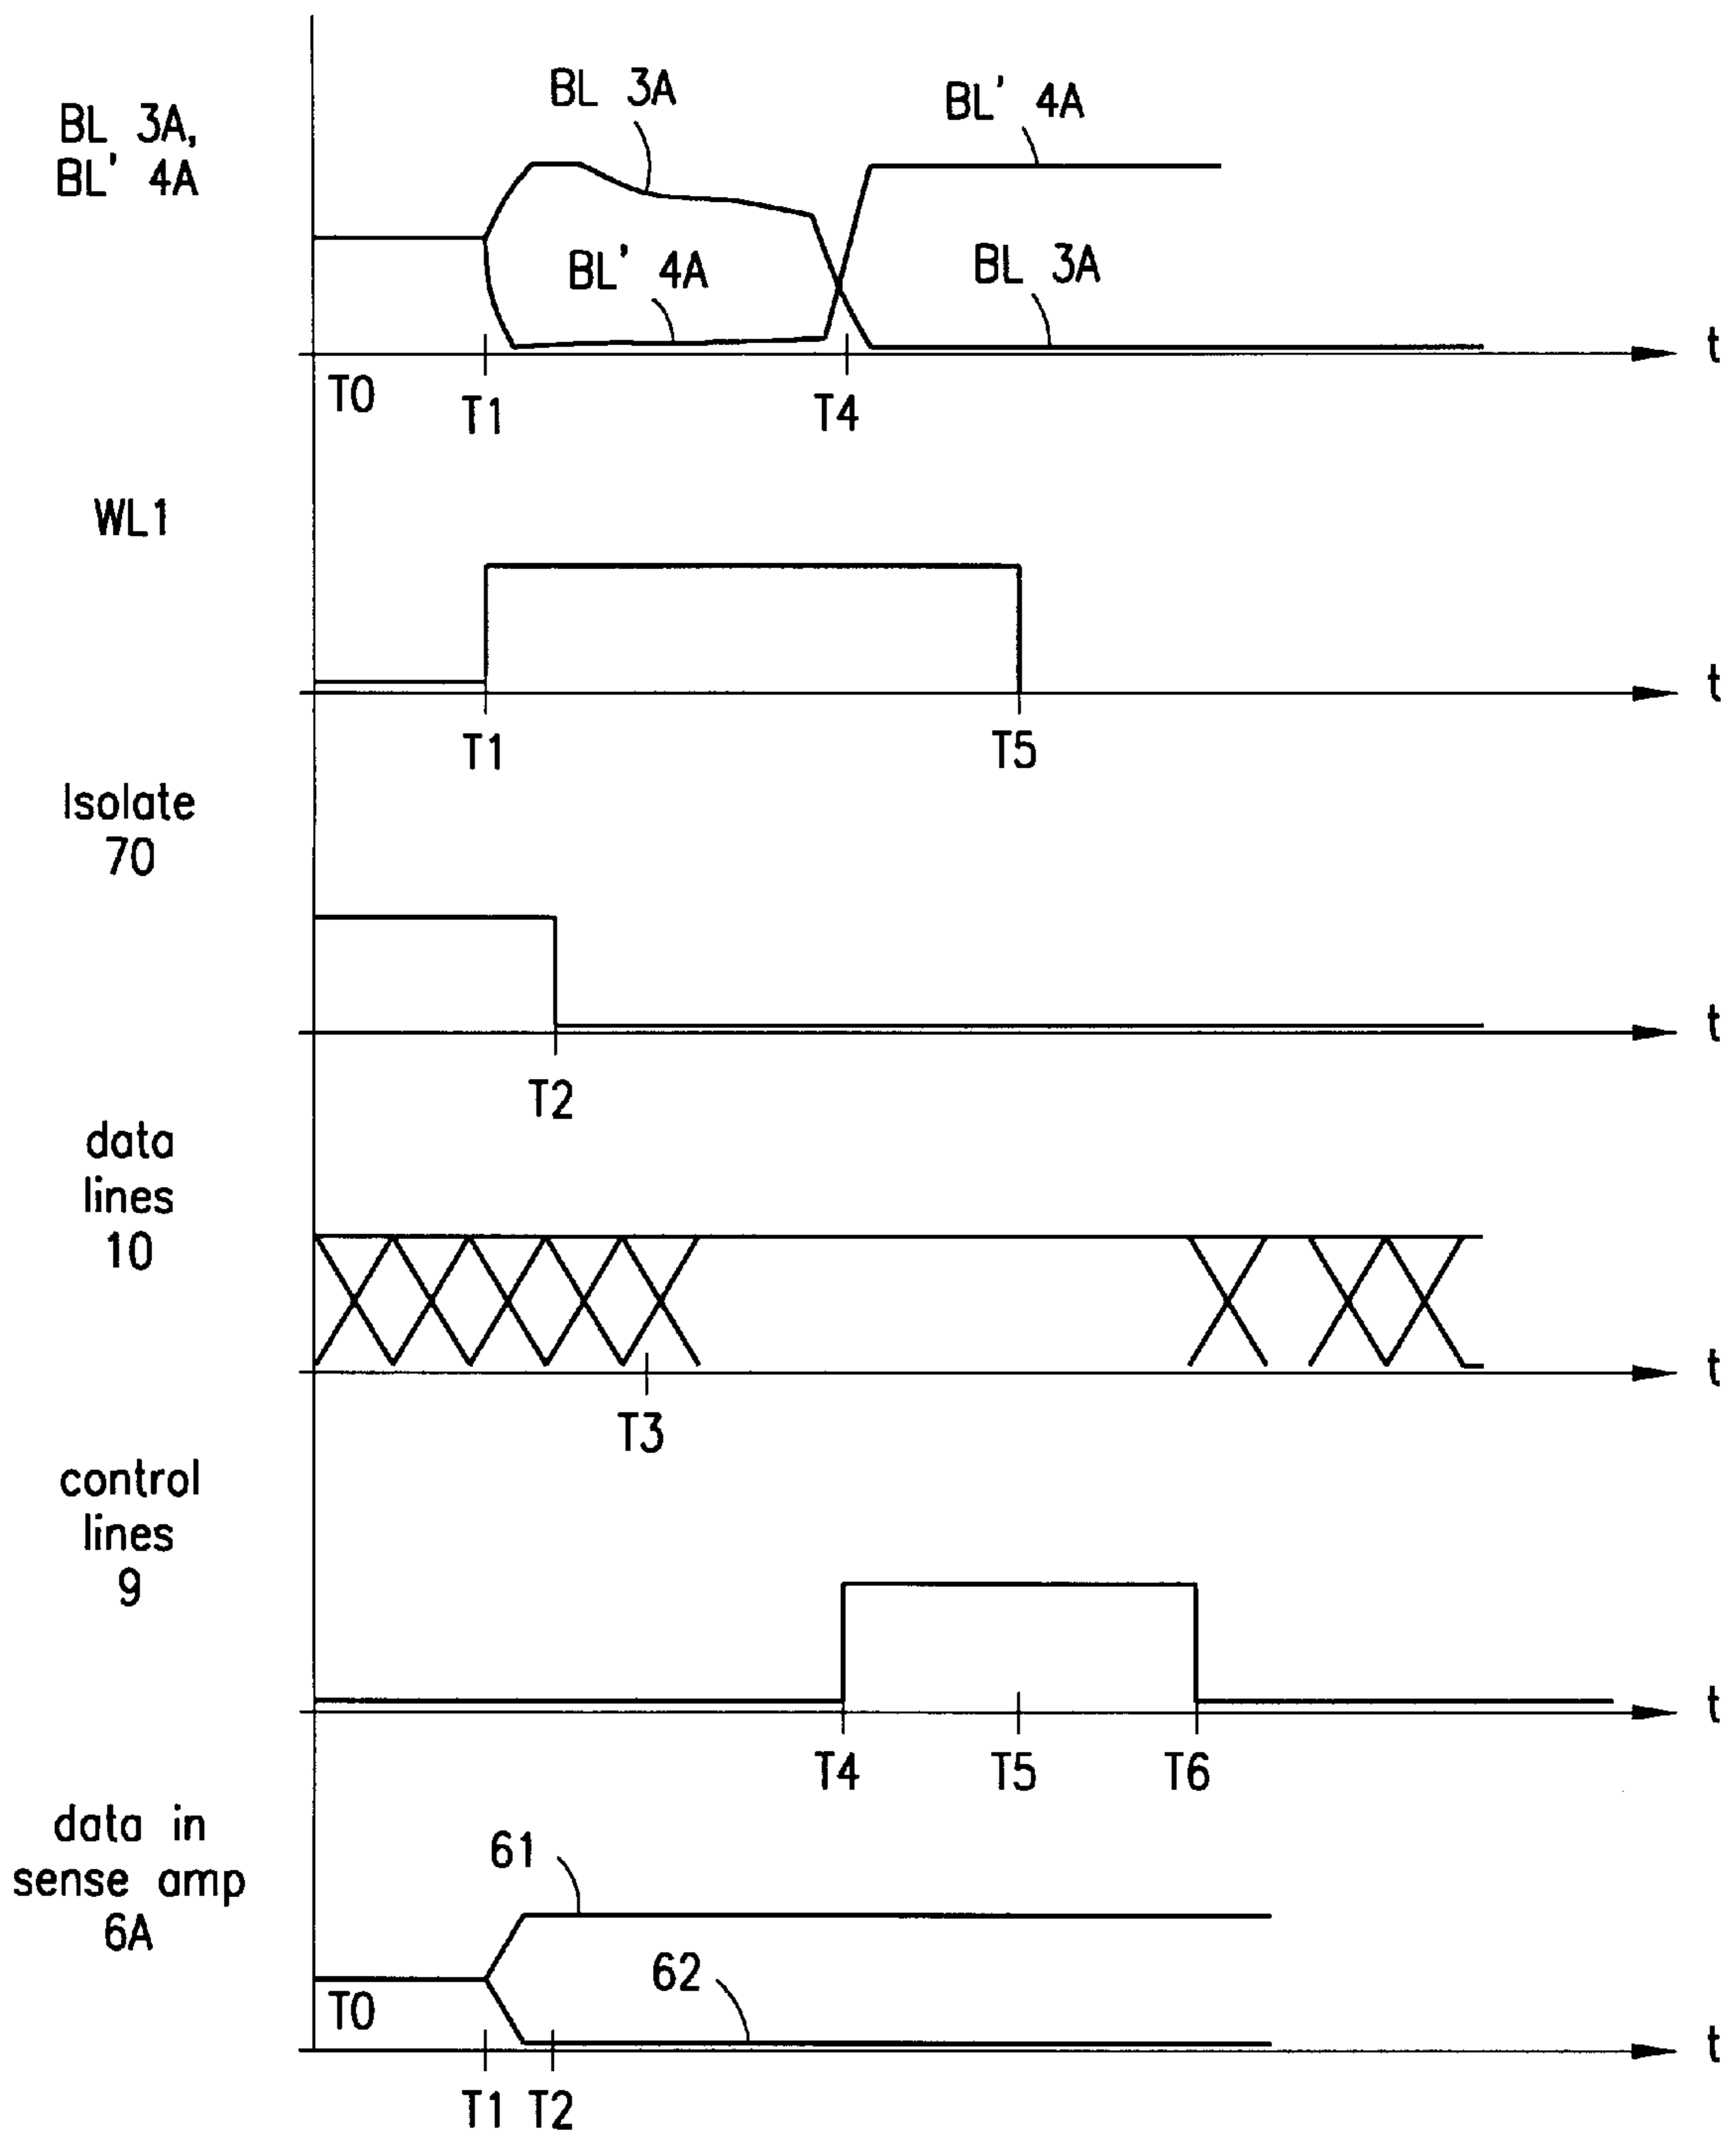 BL 3A,
BL' 4A
BL 3A
BL' 4A
BL' 4A
BL 3A
t
T0
T1
T4
WL1
t
T1
T5
Isolate
70
t
T2
data
lines
10
t
T3
control
lines
9
t
T4
T5
T6
data in
sense amp
6A
61
62
T0
t
T1
T2